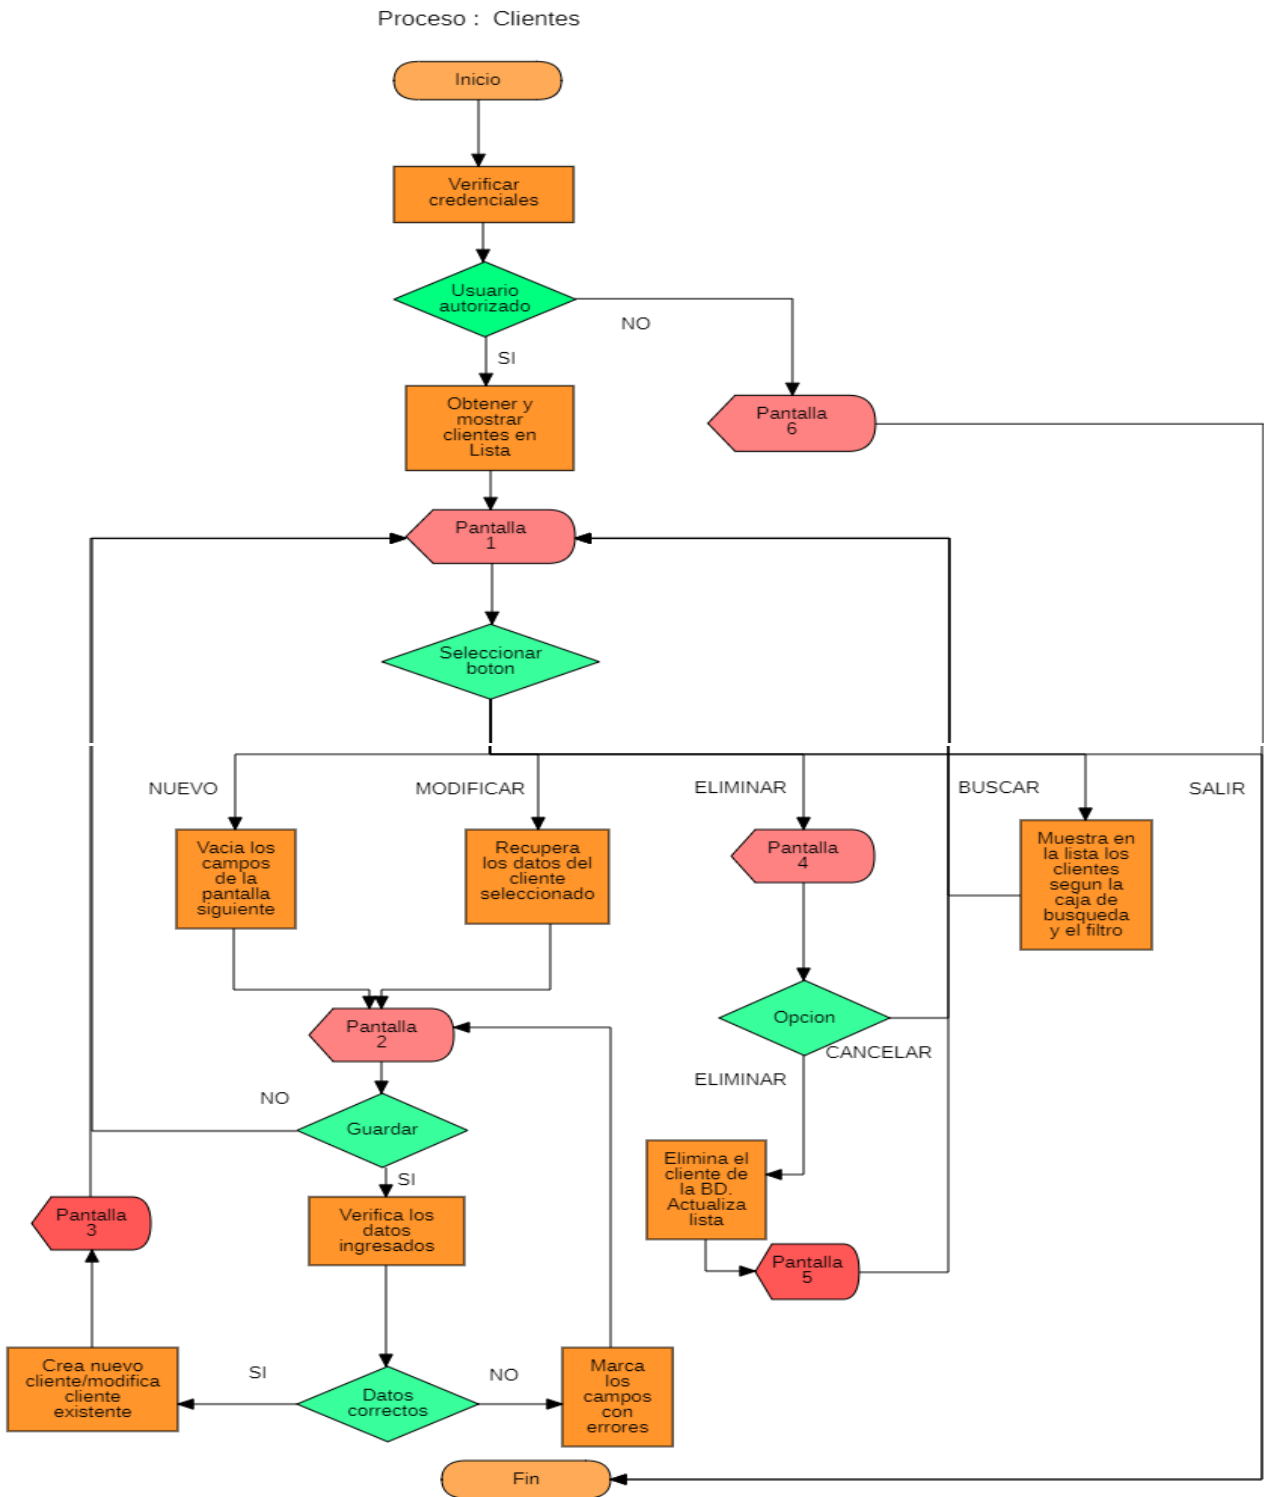 Proceso :  Clientes
Inicio
Verificar
credenciales
Usuario
autorizado
NO
SI
Obtener y
mostrar
clientes en
Lista
Pantalla
6
Pantalla
1
Seleccionar
boton
NUEVO
MODIFICAR
ELIMINAR
BUSCAR
SALIR
Vacia los
campos
de la
pantalla
siguiente
Recupera
los datos del
cliente
seleccionado
Pantalla
4
Muestra en
la lista los
clientes
segun la
caja de
busqueda
y el filtro
Pantalla
2
Opcion
CANCELAR
ELIMINAR
NO
Guardar
SI
Elimina el
cliente de
la BD.
Actualiza
lista
Pantalla
3
Verifica los
datos
ingresados
Pantalla
5
Crea nuevo
cliente/modifica
cliente
existente
SI
Datos
correctos
NO
Marca
los
campos
con
errores
Fin